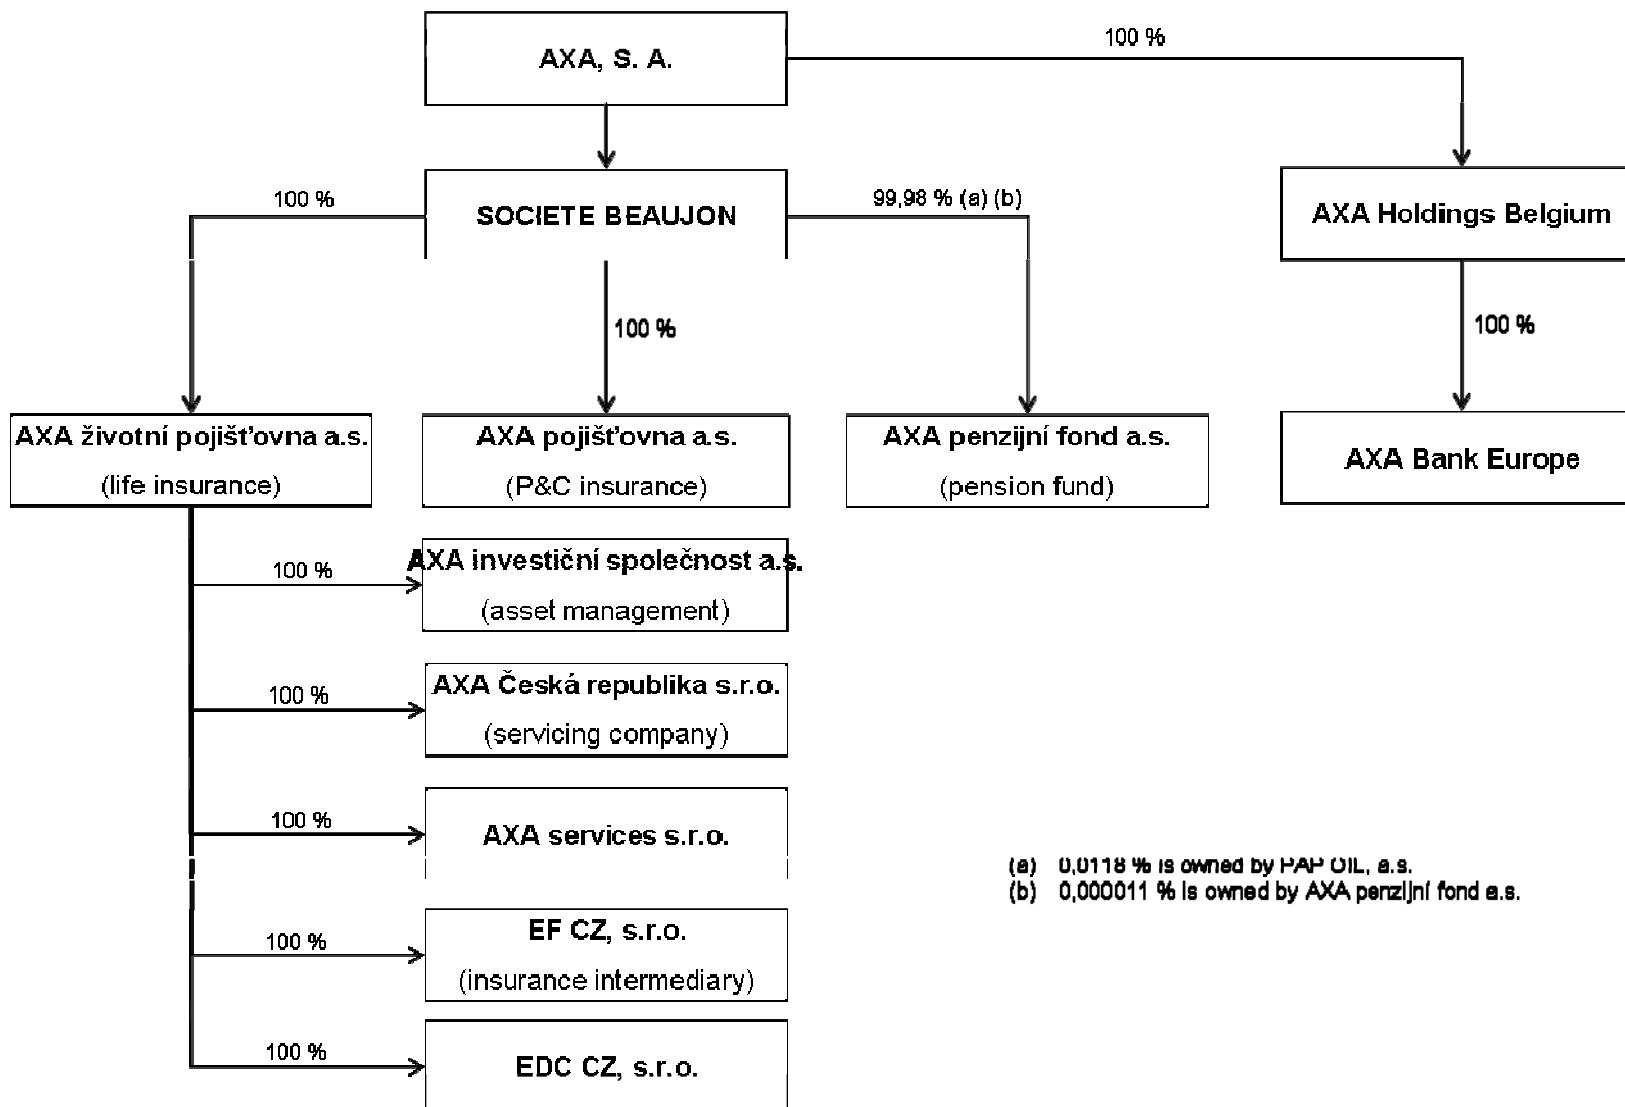 AXA, S. A.
100 %
SOCIETE BEAUJON
100 %
99,98 % (a) (b)
AXA Holdings Belgium
100 %
100 %
AXA životní pojišťovna a.s.
(life insurance)
AXA pojišťovna a.s.
(P&C insurance)
AXA penzijní fond a.s.
(pension fund)
AXA Bank Europe
100 %
AXA investiční společnost a.s.
(asset management)
100 %
AXA Česká republika s.r.o.
(servicing company)
100 %
AXA services s.r.o.
(a) 0,0118 % is owned by PAP OIL, a.s.
(b) 0,000011 % is owned by AXA penzijní fond a.s.
100 %
EF CZ, s.r.o.
(insurance intermediary)
100 %
EDC CZ, s.r.o.